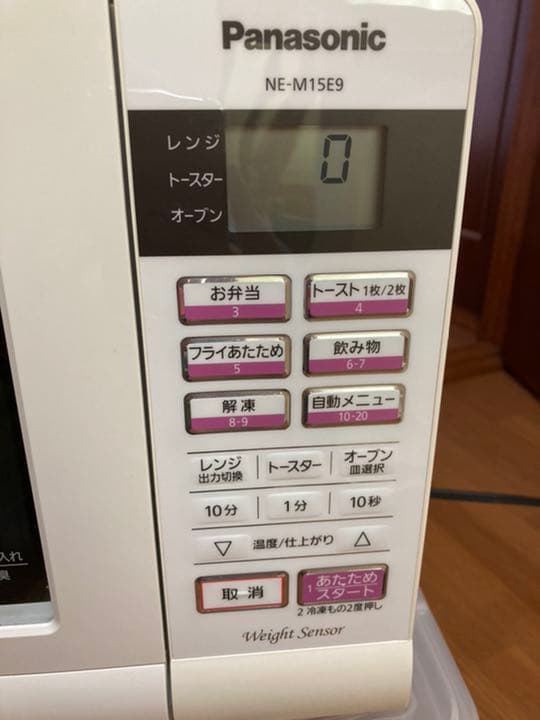 Panasonic
NE-M15E9
レンジ
0
トースター
オーブン
お弁当
3
トースト 1枚/2枚
4
フライあたため
5
飲み物
6-7
解凍
8-9
自動メニュー
10-20
レンジ
出力切換
トースター
オーブン
皿選択
10分
1分
10秒
▽ 温度/仕上がり △
入れ
臭
取消
1 あたため
スタート
2 冷凍もの2度押し
Weight Sensor